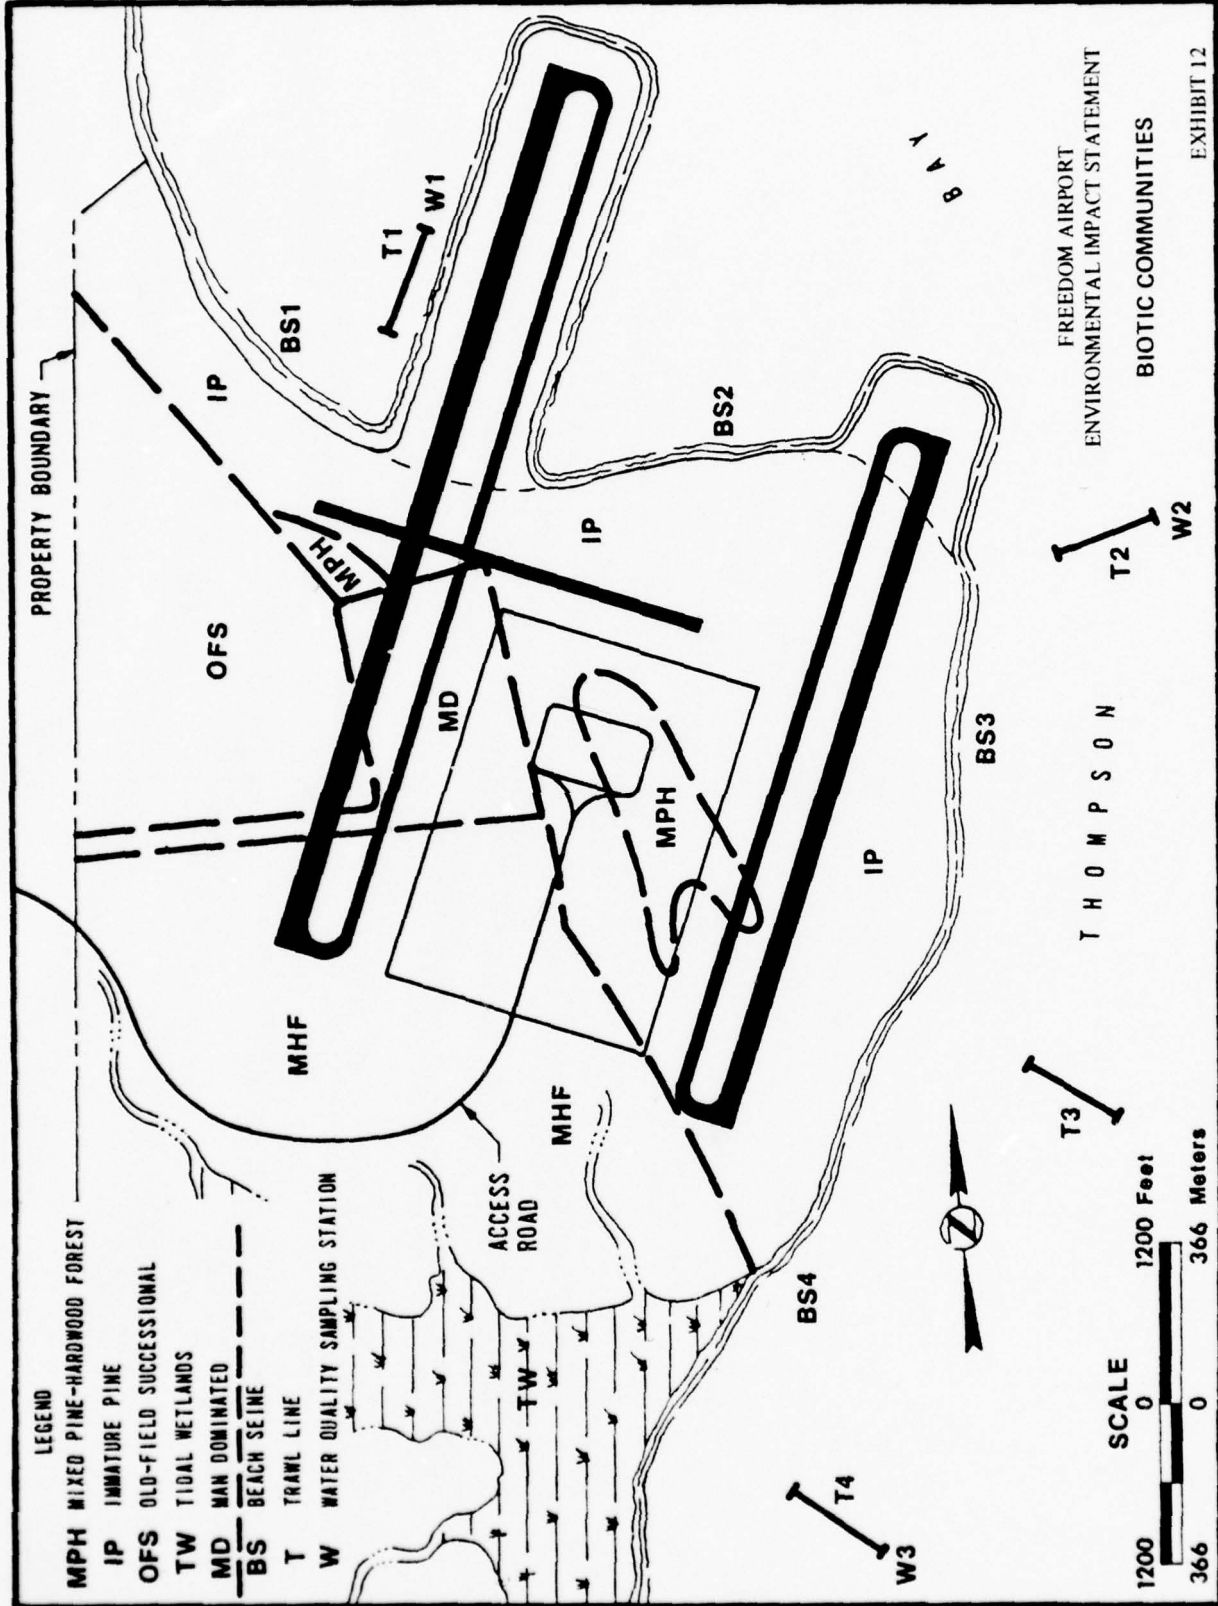 LEGEND
MPH MIXED PINE-HARDWOOD FOREST
IP IMMATURE PINE
OFS OLD-FIELD SUCCESSIONAL
TW TIDAL WETLANDS
MD MAN DOMINATED
BS BEACH SEINE
T TRAWL LINE
W WATER QUALITY SAMPLING STATION
PROPERTY BOUNDARY
OFS
IP
BS1
MPH
T1
W1
MHF
MD
ACCESS
ROAD
MHF
IP
MPH
BS2
TW
IP
BS3
BS4
BAY
THOMPSON
T2
W2
T3
T4
W3
N
SCALE
1200 0 1200 Feet
366 0 366 Meters
FREEDOM AIRPORT
ENVIRONMENTAL IMPACT STATEMENT
BIOTIC COMMUNITIES
EXHIBIT 12